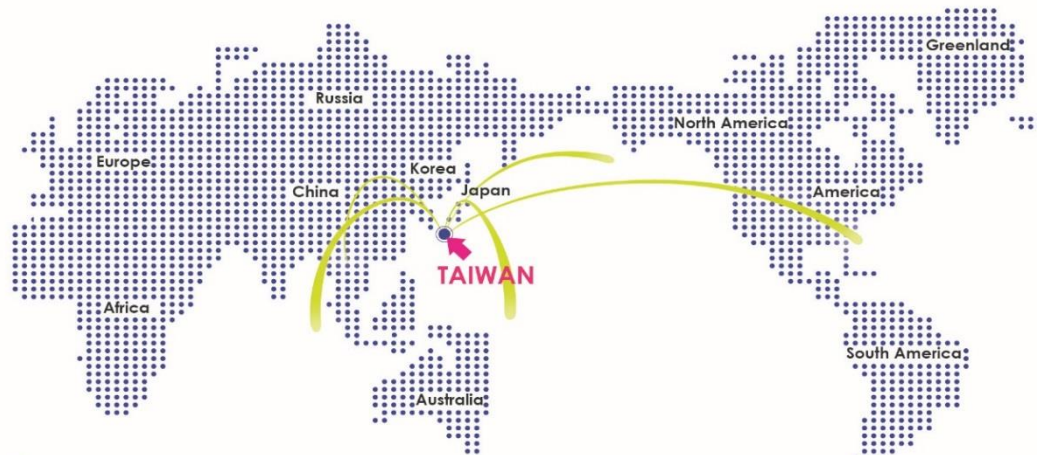 Greenland
Russia
North America
Europe
Korea
China
Japan
America
TAIWAN
Africa
South America
Australia